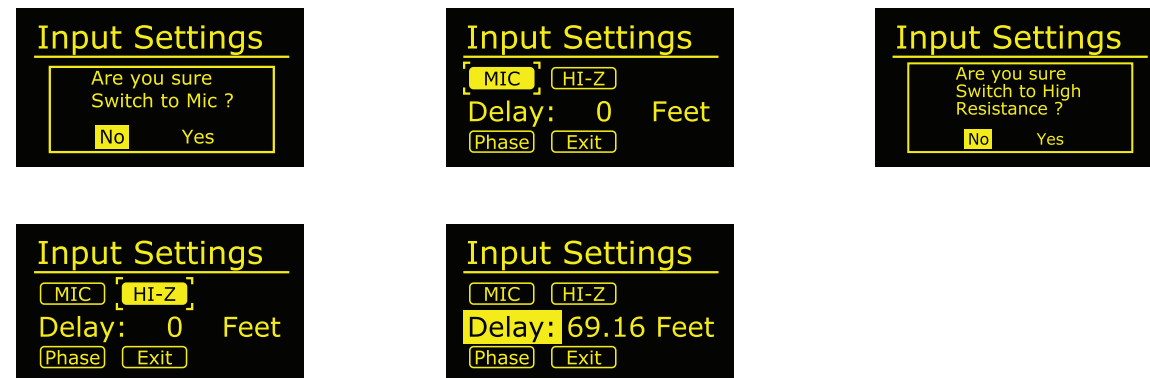 Input Settings
Are you sure
Switch to Mic ?
No Yes
Input Settings
MIC HI-Z
Delay: 0 Feet
Phase Exit
Input Settings
Are you sure
Switch to High
Resistance ?
No Yes
Input Settings
MIC HI-Z
Delay: 0 Feet
Phase Exit
Input Settings
MIC HI-Z
Delay: 69.16 Feet
Phase Exit